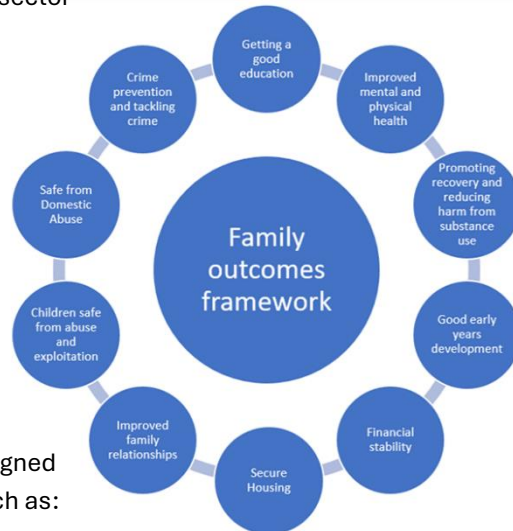 sector
Getting a
good
education
Improved
mental and
physical
health
Promoting
recovery and
reducing
harm from
substance
use
Good early
years
development
Financial
stability
Secure
Housing
Improved
family
relationships
Children safe
from abuse
and
exploitation
Safe from
Domestic
Abuse
Crime
prevention
and tackling
crime
Family
outcomes
framework
igned
ch as: